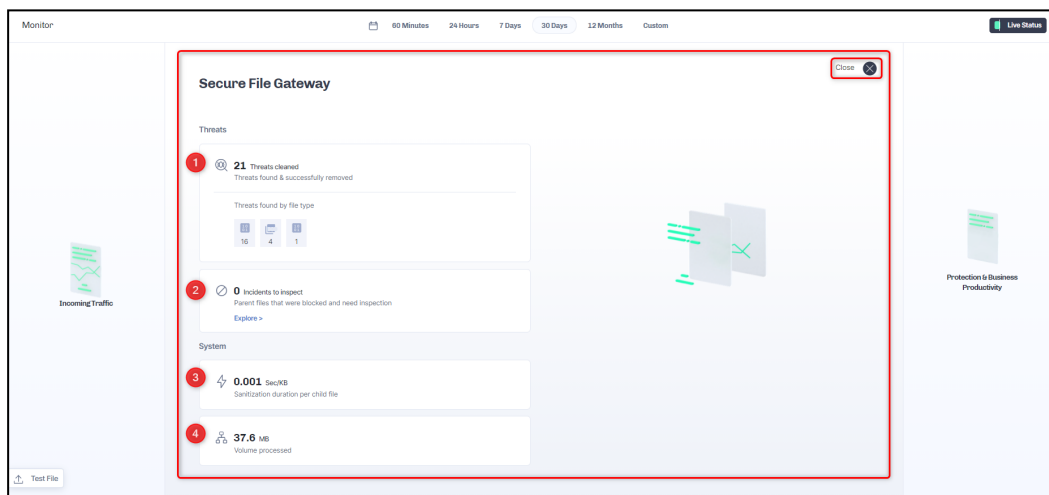 Monitor
60 Minutes 24 Hours 7 Days 30 Days 12 Months Custom
Live Status
Close
Secure File Gateway
Threats
1
21 Threats cleaned
Threats found & successfully removed
Threats found by file type
16 4 1
Incoming Traffic
Protection & Business
Productivity
2
0 Incidents to inspect
Parent files that were blocked and need inspection
Explore >
System
3
0.001 Sec/KB
Sanitization duration per child file
4
37.6 MB
Volume processed
Test File